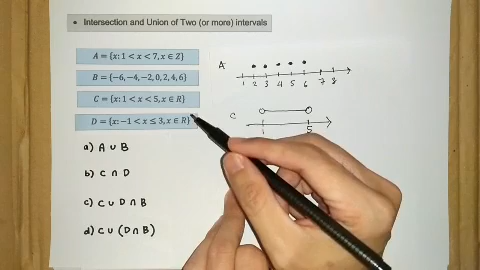 • Intersection and Union of Two (or more) intervals
A = {x: 1 < x < 7, x ∈ Z}
B = {-6, -4, -2, 0, 2, 4, 6}
C = {x: 1 < x < 5, x ∈ R}
D = {x: -1 < x ≤ 3, x ∈ R}
A
1 2 3 4 5 6 7 8
C
1 5
a) A ∪ B
b) C ∩ D
c) C ∪ D ∩ B
d) C ∪ (D ∩ B)